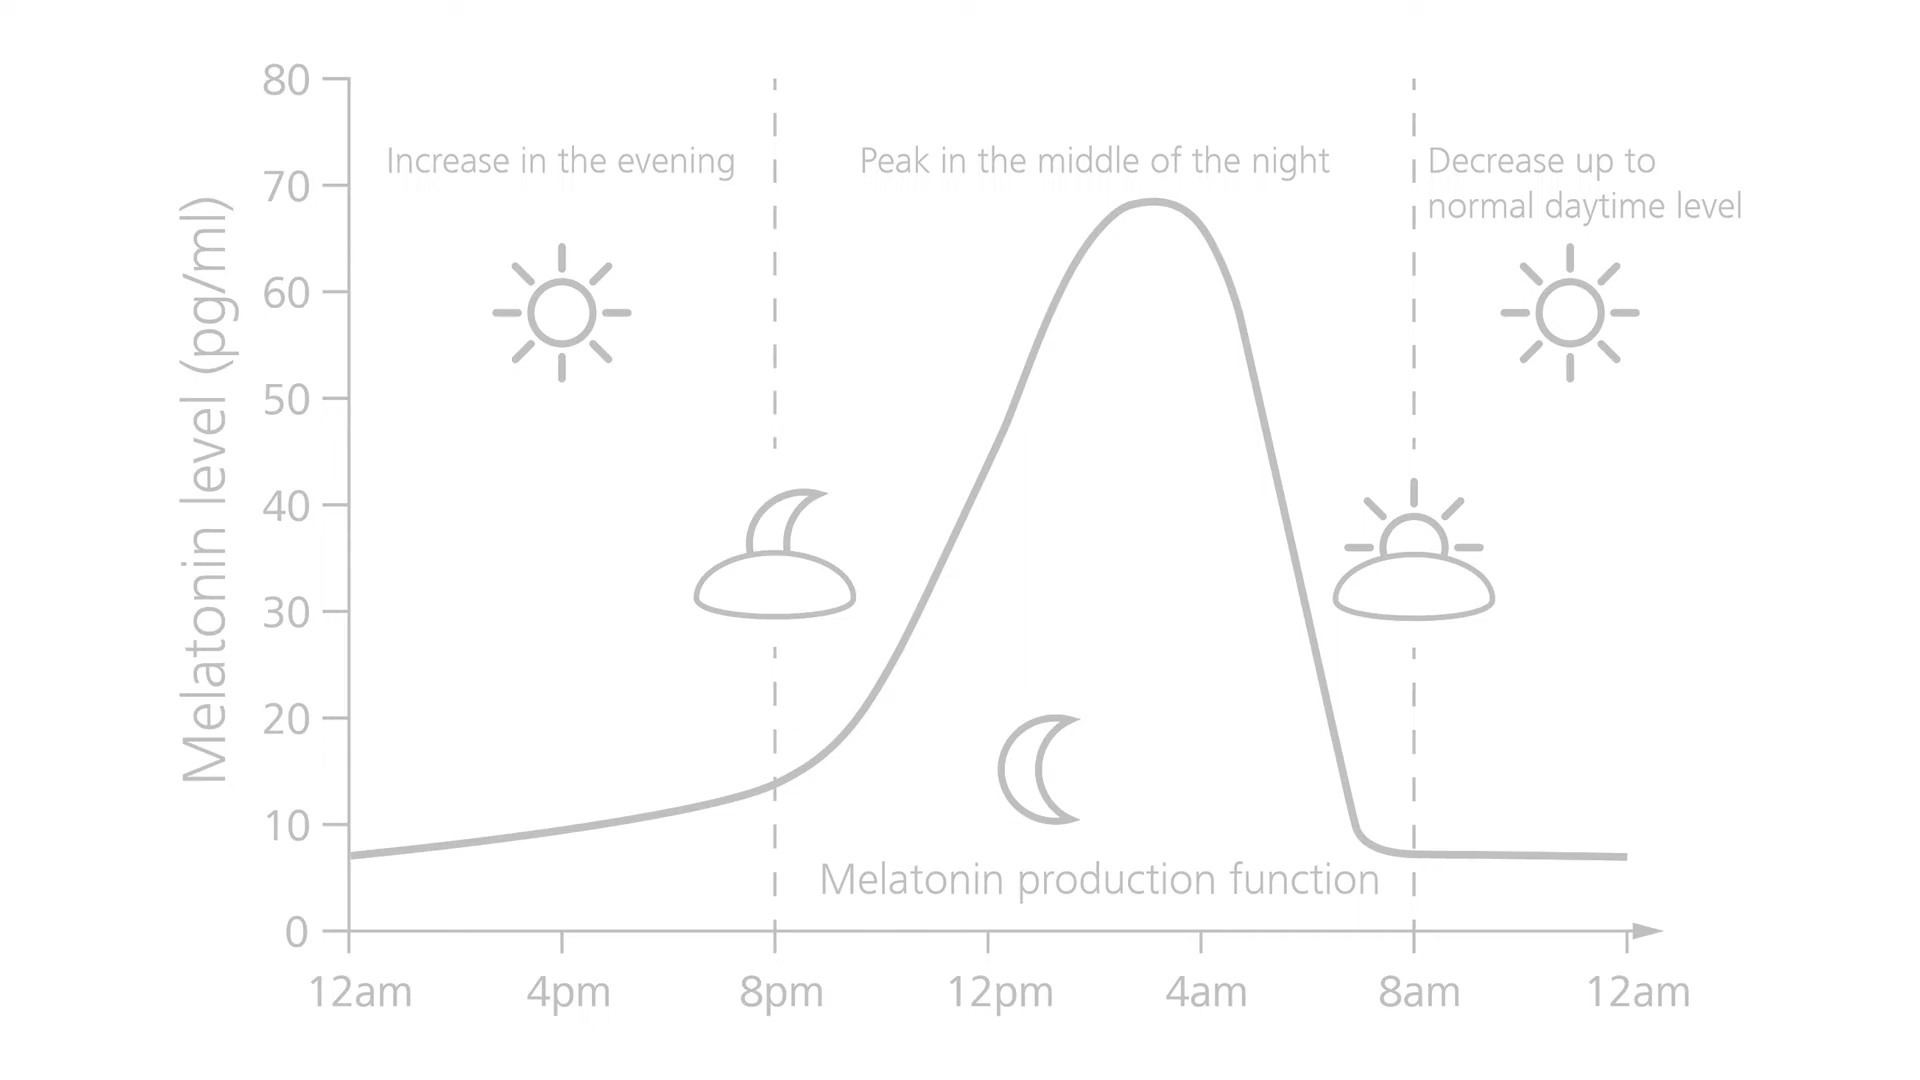 80
70
60
50
40
30
20
10
0
Melatonin level (pg/ml)
Increase in the evening
Peak in the middle of the night
Decrease up to
normal daytime level
Melatonin production function
12am 4pm 8pm 12pm 4am 8am 12am